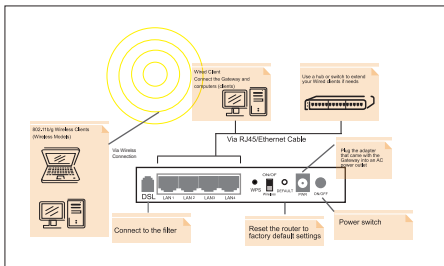 Wired Client
Connect the Gateway and
computers (clients)
Use a hub or switch to extend
your Wired clients if needs
802.11b/g Wireless Clients
(Wireless Models)
Via Wireless
Connection
Via RJ45/Ethernet Cable
Plug the adapter
that came with the
Gateway into an AC
power outlet
ON/OFF
DSL
LAN 1
LAN 2
LAN 3
LAN4
WPS
DEFAULT
PWR
ON/OFF
Connect to the filter
Reset the router to
factory default settings
Power switch